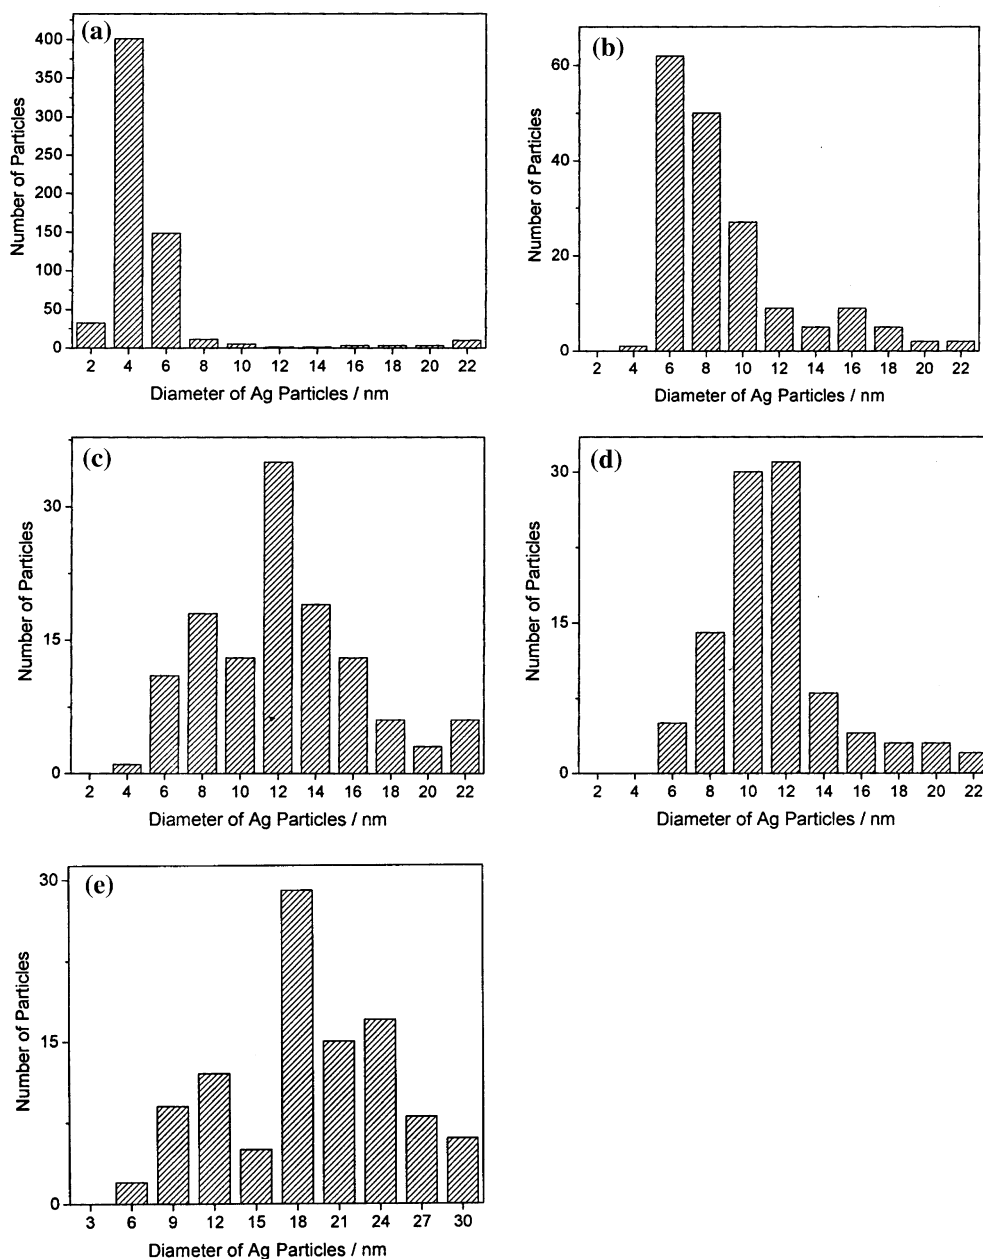 (a)
400
350
300
250
200
150
100
50
0
Number of Particles
2 4 6 8 10 12 14 16 18 20 22
Diameter of Ag Particles / nm
(b)
60
40
20
0
Number of Particles
2 4 6 8 10 12 14 16 18 20 22
Diameter of Ag Particles / nm
(c)
30
15
0
Number of Particles
2 4 6 8 10 12 14 16 18 20 22
Diameter of Ag Particles / nm
(d)
30
15
0
Number of Particles
2 4 6 8 10 12 14 16 18 20 22
Diameter of Ag Particles / nm
(e)
30
15
0
Number of Particles
3 6 9 12 15 18 21 24 27 30
Diameter of Ag Particles / nm